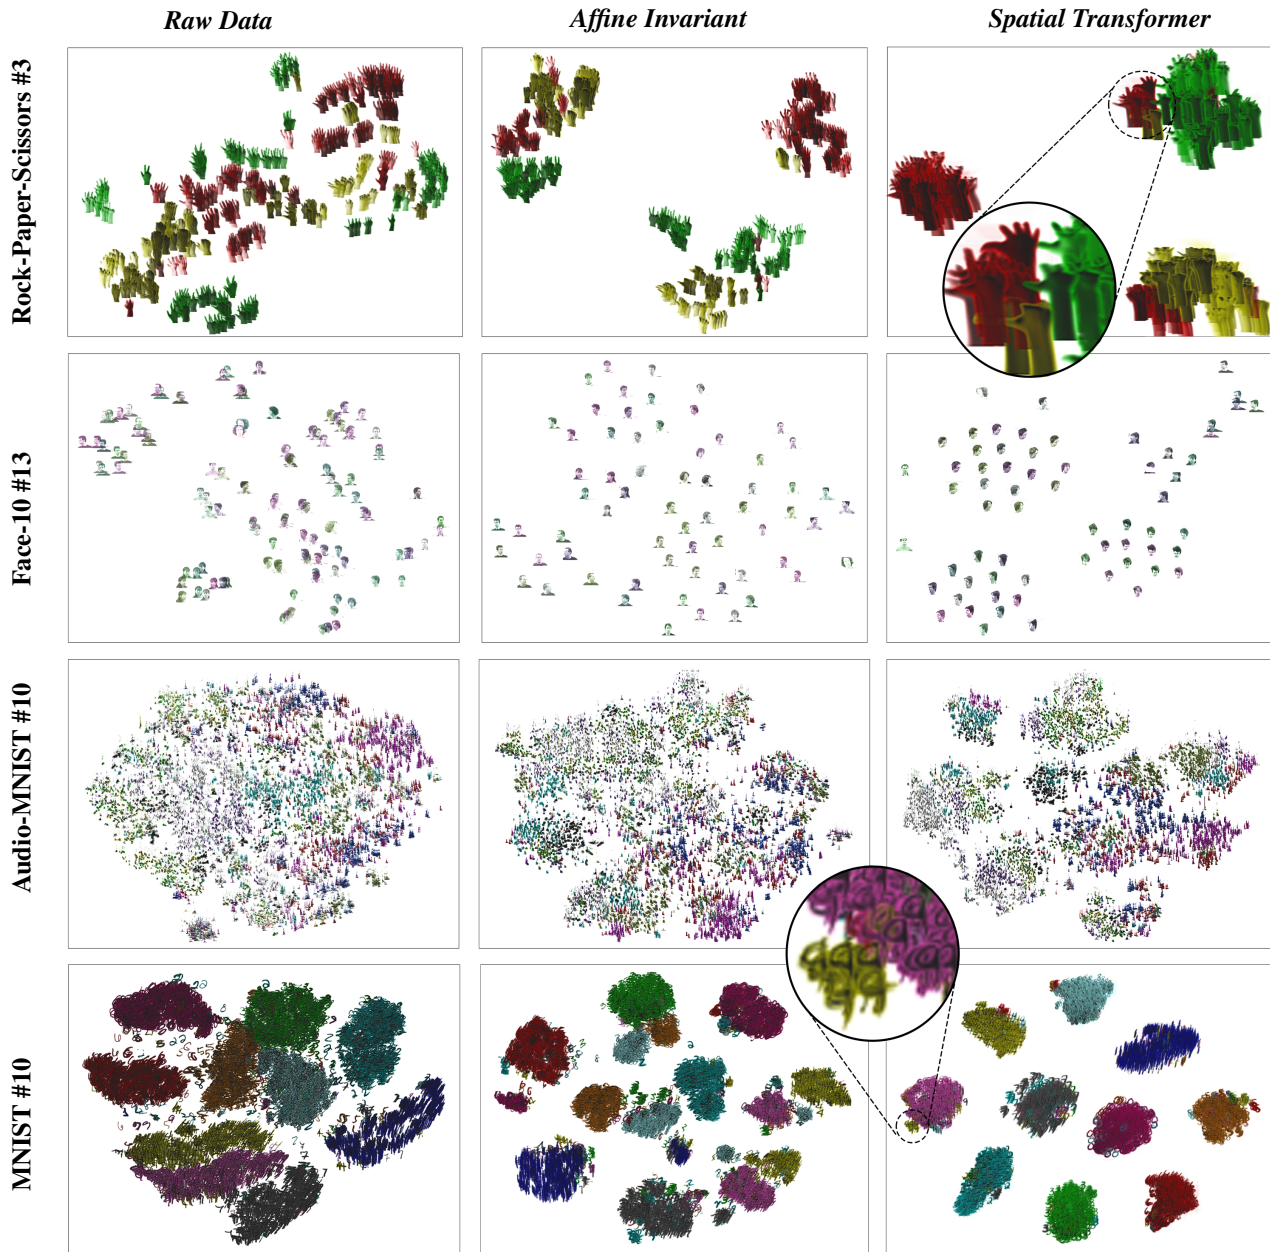 Raw Data
Affine Invariant
Spatial Transformer
Rock-Paper-Scissors #3
Face-10 #13
Audio-MNIST #10
MNIST #10